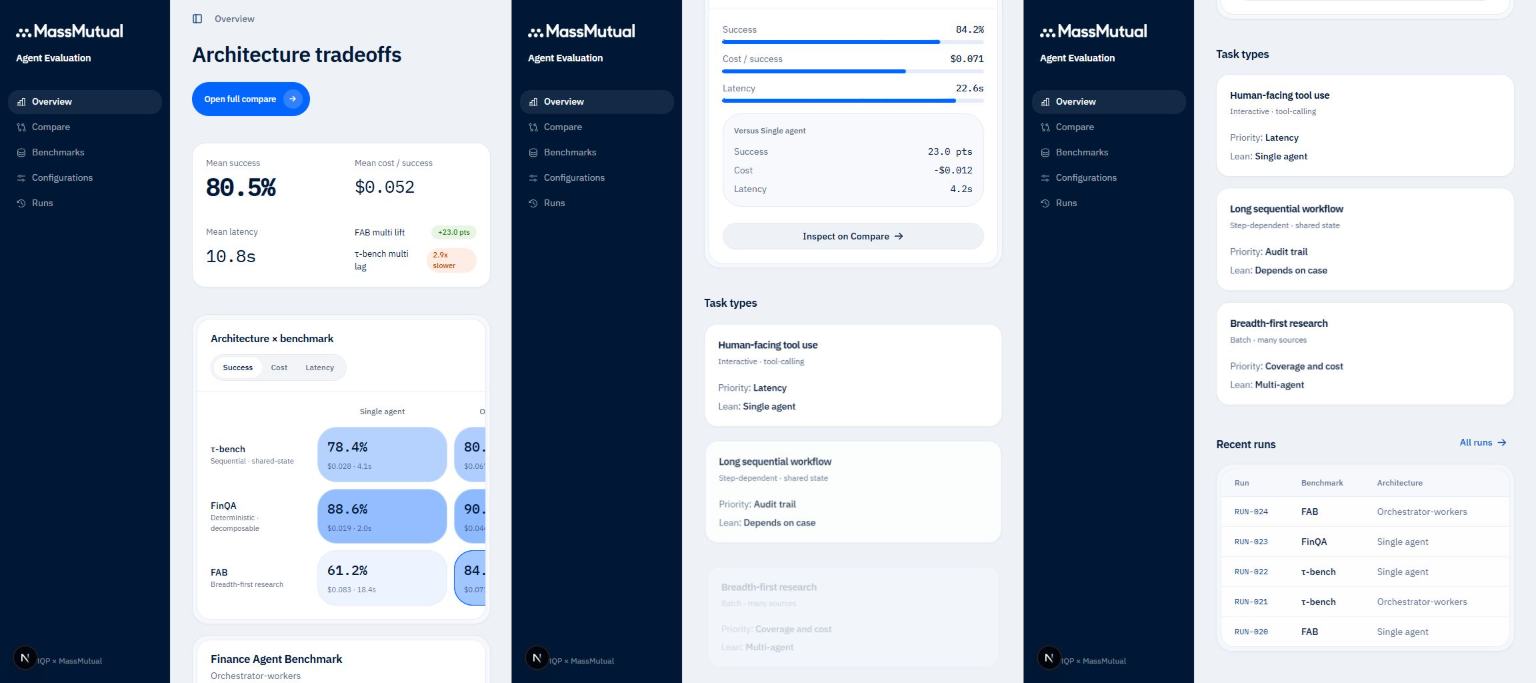 MassMutual
Agent Evaluation
Overview
Compare
Benchmarks
Configurations
Runs
N
IQP × MassMutual
Overview
Architecture tradeoffs
Open full compare →
Mean success
80.5%
Mean cost / success
$0.052
Mean latency
10.8s
FAB multi lift
+23.0 pts
τ-bench multi
lag
2.9x
slower
Architecture × benchmark
Success
Cost
Latency
Single agent
O
τ-bench
Sequential · shared-state
78.4%
$0.028 · 4.1s
80.
$0.06
FinQA
Deterministic ·
decomposable
88.6%
$0.019 · 2.0s
90.
$0.04
FAB
Breadth-first research
61.2%
$0.083 · 18.4s
84.
$0.07
Finance Agent Benchmark
Orchestrator-workers
MassMutual
Agent Evaluation
Overview
Compare
Benchmarks
Configurations
Runs
N
IQP × MassMutual
Success
84.2%
Cost / success
$0.071
Latency
22.6s
Versus Single agent
Success
23.0 pts
Cost
-$0.012
Latency
4.2s
Inspect on Compare →
Task types
Human-facing tool use
Interactive · tool-calling
Priority: Latency
Lean: Single agent
Long sequential workflow
Step-dependent · shared state
Priority: Audit trail
Lean: Depends on case
Breadth-first research
Batch · many sources
Priority: Coverage and cost
Lean: Multi-agent
MassMutual
Agent Evaluation
Overview
Compare
Benchmarks
Configurations
Runs
N
IQP × MassMutual
Task types
Human-facing tool use
Interactive · tool-calling
Priority: Latency
Lean: Single agent
Long sequential workflow
Step-dependent · shared state
Priority: Audit trail
Lean: Depends on case
Breadth-first research
Batch · many sources
Priority: Coverage and cost
Lean: Multi-agent
Recent runs
All runs →
Run Benchmark Architecture
RUN-024 FAB Orchestrator-workers
RUN-023 FinQA Single agent
RUN-022 τ-bench Single agent
RUN-021 τ-bench Orchestrator-workers
RUN-020 FAB Single agent